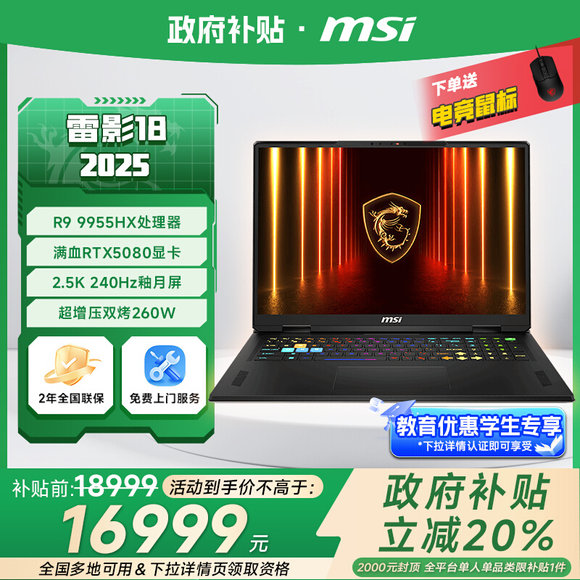 政府补贴·msi
下单送
电竞鼠标
雷影18
2025
R9 9955HX处理器
满血RTX5080显卡
2.5K 240Hz釉月屏
超增压双烤260W
2年全国联保
免费上门服务
msi
教育优惠学生专享
*下拉详情认证即可享受
补贴前:18999
活动到手价不高于:
16999元
全国多地可用&下拉详情页领取资格
政府补贴
立减20%
2000元封顶 全平台单人单品类限补贴1件